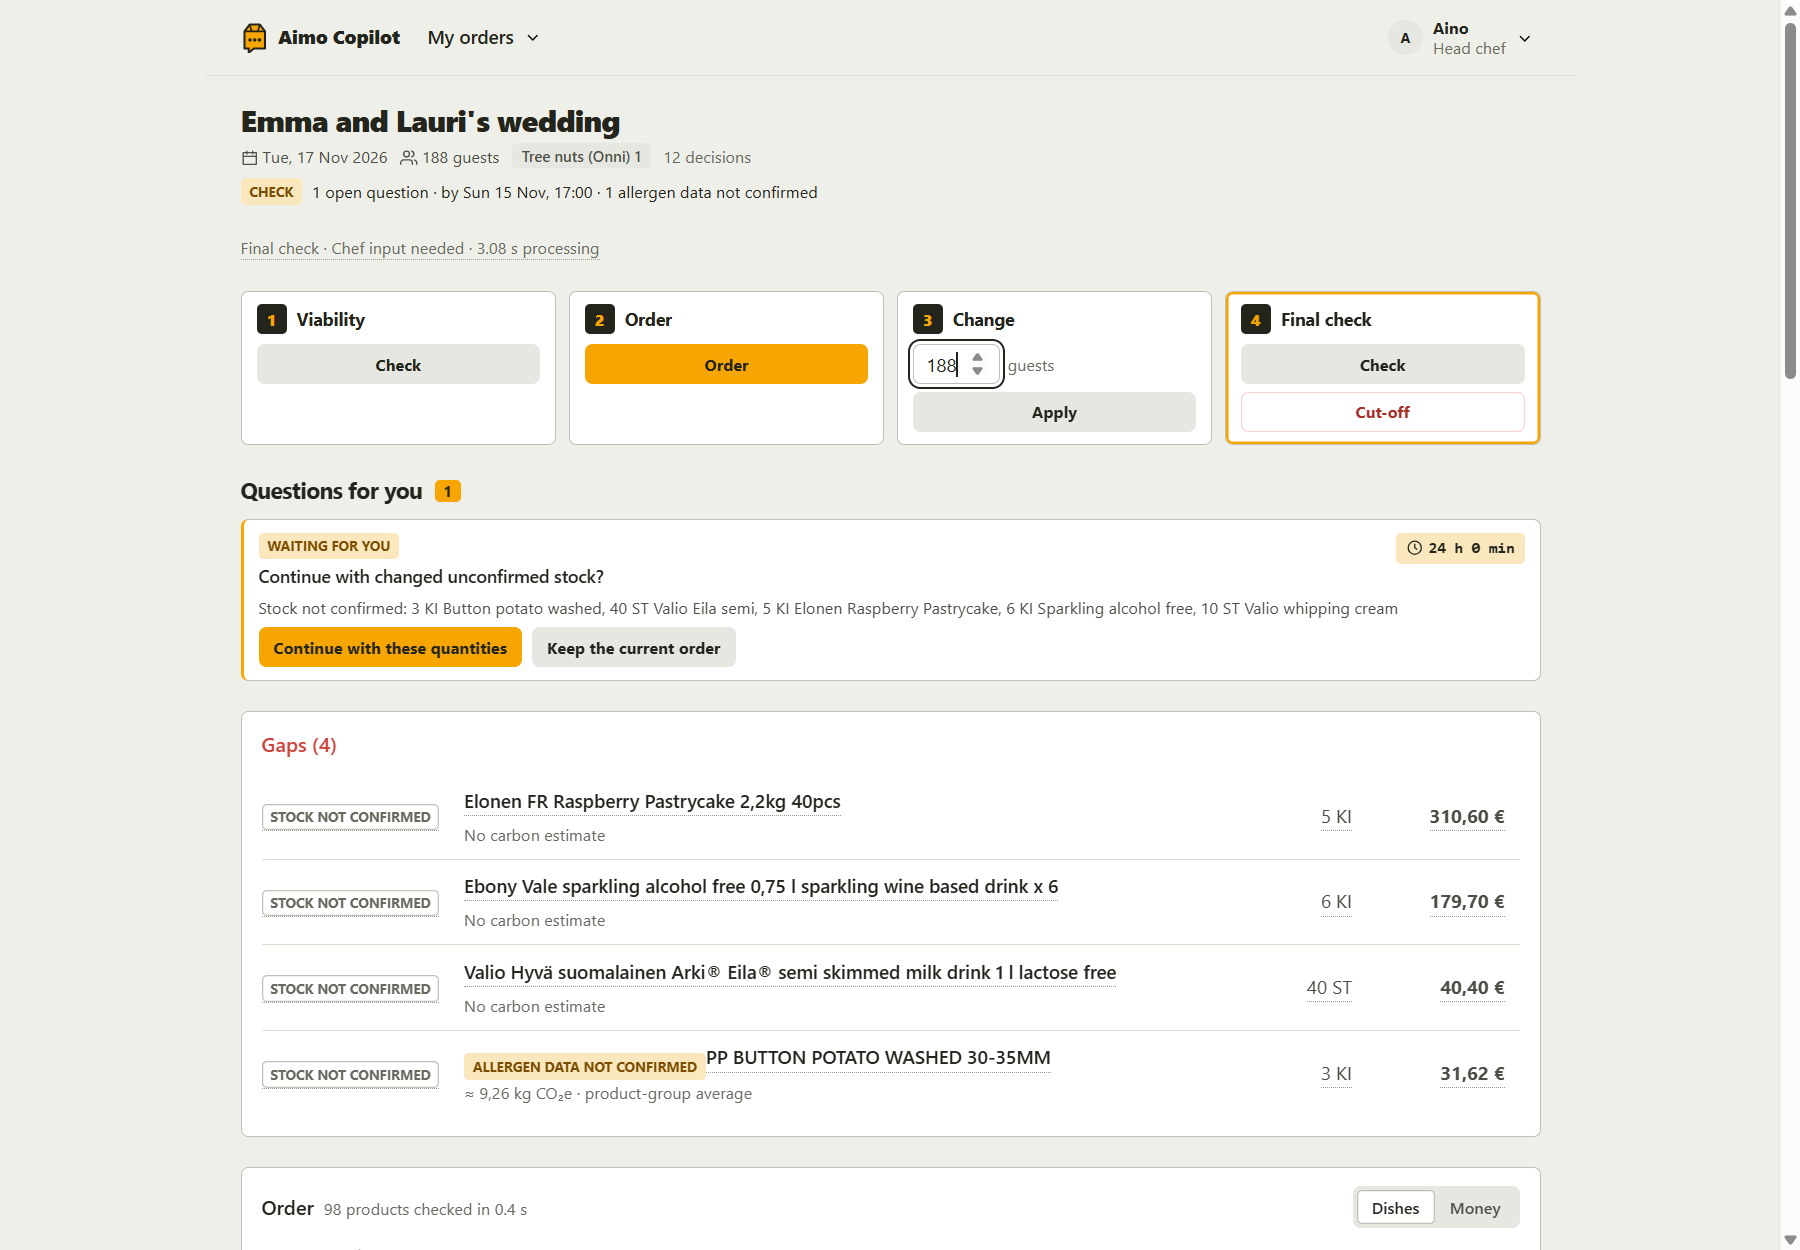 Aimo Copilot
My orders
A
Aino
Head chef
Emma and Lauri's wedding
Tue, 17 Nov 2026 188 guests Tree nuts (Onni) 1 12 decisions
CHECK 1 open question · by Sun 15 Nov, 17:00 · 1 allergen data not confirmed
Final check · Chef input needed · 3.08 s processing
1 Viability
Check
2 Order
Order
3 Change
188 guests
Apply
4 Final check
Check
Cut-off
Questions for you 1
WAITING FOR YOU
24 h 0 min
Continue with changed unconfirmed stock?
Stock not confirmed: 3 KI Button potato washed, 40 ST Valio Eila semi, 5 KI Elonen Raspberry Pastrycake, 6 KI Sparkling alcohol free, 10 ST Valio whipping cream
Continue with these quantities
Keep the current order
Gaps (4)
STOCK NOT CONFIRMED
Elonen FR Raspberry Pastrycake 2,2kg 40pcs
No carbon estimate
5 KI
310,60 €
STOCK NOT CONFIRMED
Ebony Vale sparkling alcohol free 0,75 l sparkling wine based drink x 6
No carbon estimate
6 KI
179,70 €
STOCK NOT CONFIRMED
Valio Hyvä suomalainen Arki® Eila® semi skimmed milk drink 1 l lactose free
No carbon estimate
40 ST
40,40 €
STOCK NOT CONFIRMED
ALLERGEN DATA NOT CONFIRMED PP BUTTON POTATO WASHED 30-35MM
≈ 9,26 kg CO₂e · product-group average
3 KI
31,62 €
Order 98 products checked in 0.4 s
Dishes
Money